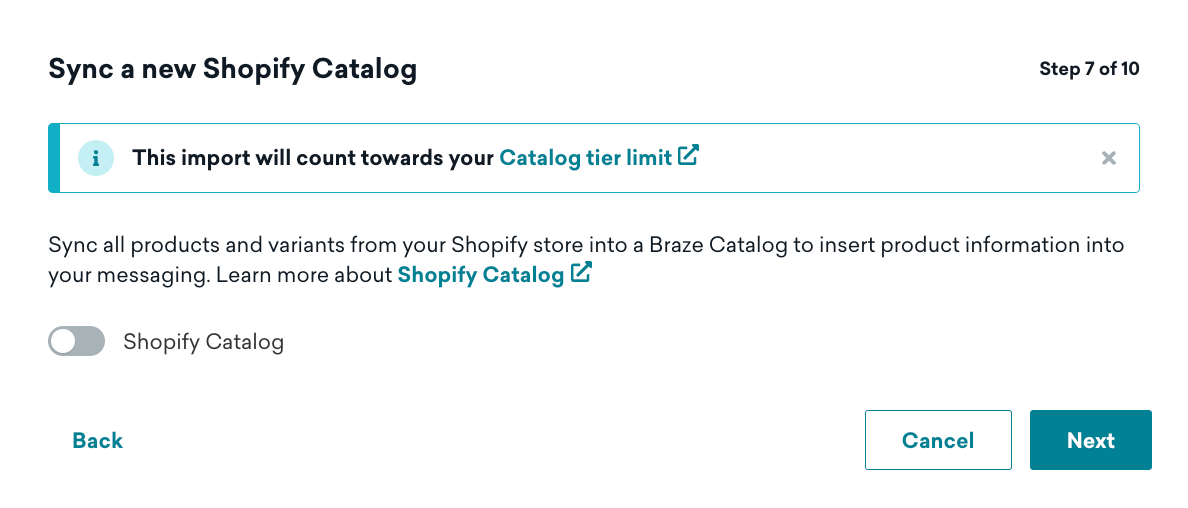 Sync a new Shopify Catalog
Step 7 of 10
This import will count towards your Catalog tier limit
Sync all products and variants from your Shopify store into a Braze Catalog to insert product information into
your messaging. Learn more about Shopify Catalog
Shopify Catalog
Back
Cancel
Next